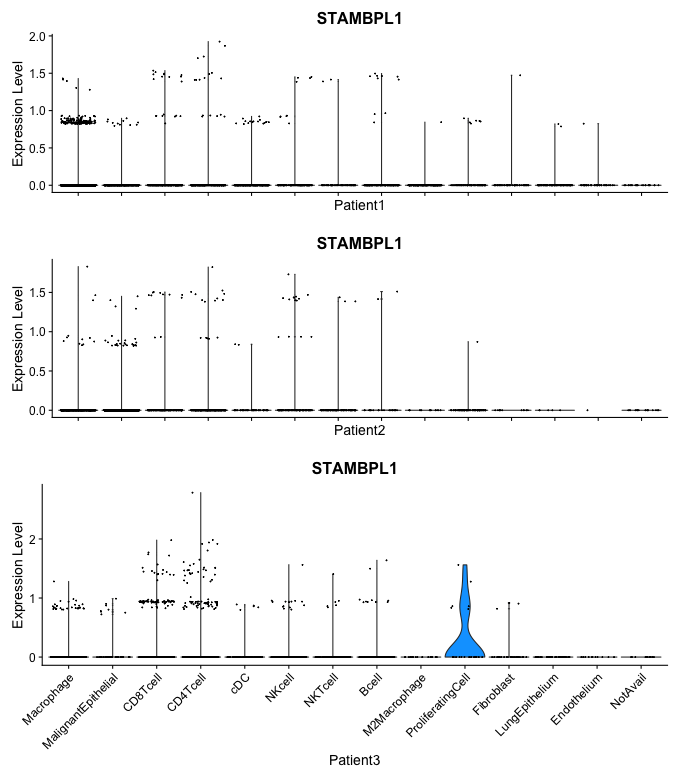 STAMBPL1
Expression Level
2.0
1.5
1.0
0.5
0.0
Patient1
STAMBPL1
Expression Level
1.5
1.0
0.5
0.0
Patient2
STAMBPL1
Expression Level
2
1
0
Macrophage
MalignantEpithelial
CD8Tcell
CD4Tcell
cDC
NKcell
NKTcell
Bcell
M2Macrophage
ProliferatingCell
Fibroblast
LungEpithelium
Endothelium
NotAvail
Patient3